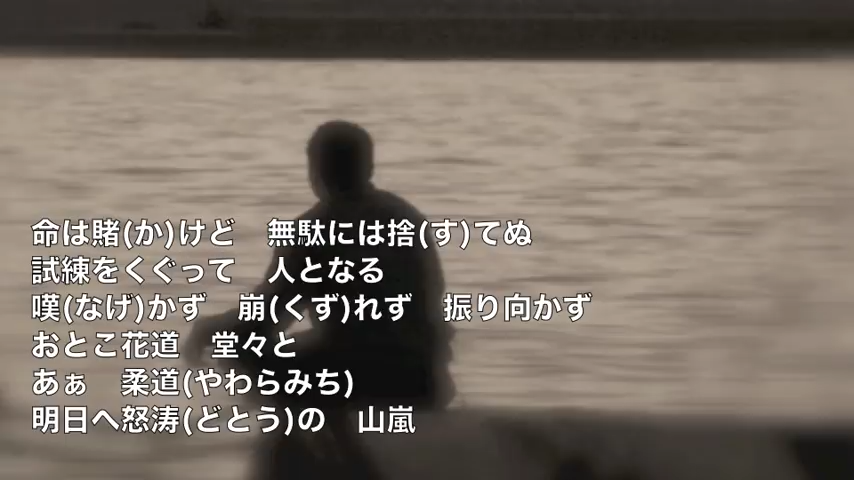 命は賭(か)けど　無駄には捨(す)てぬ
試練をくぐって　人となる
嘆(なげ)かず　崩(くず)れず　振り向かず
おとこ花道　堂々と
あぁ　柔道(やわらみち)
明日へ怒涛(どとう)の　山嵐